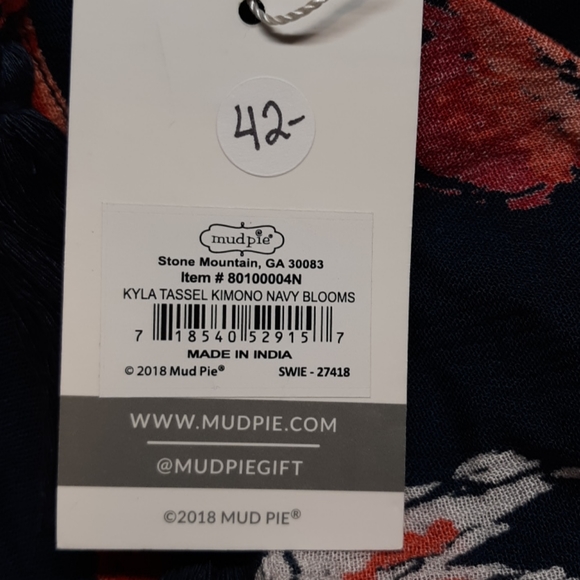 42-
mudpie®
Stone Mountain, GA 30083
Item # 80100004N
KYLA TASSEL KIMONO NAVY BLOOMS
7 18540 52915 7
MADE IN INDIA
© 2018 Mud Pie® SWIE - 27418
WWW.MUDPIE.COM
@MUDPIEGIFT
©2018 MUD PIE®